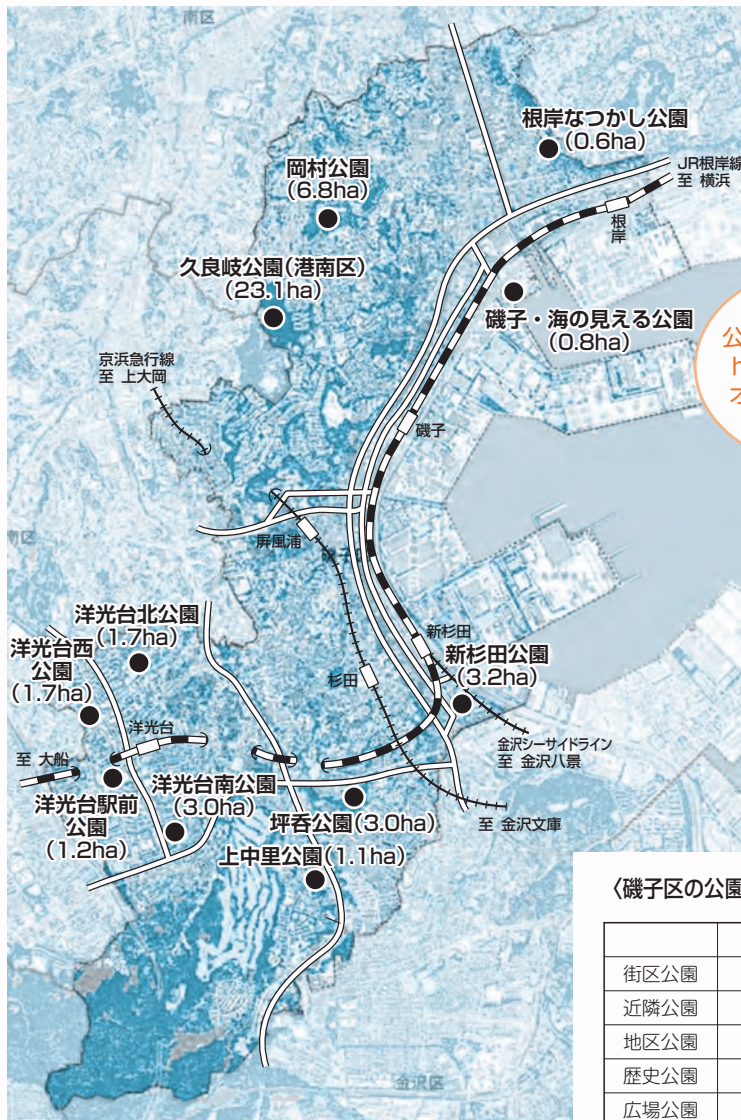 南区
根岸なつかし公園
(0.6ha)
JR根岸線
至 横浜
岡村公園
(6.8ha)
根岸
久良岐公園(港南区)
(23.1ha)
磯子・海の見える公園
(0.8ha)
京浜急行線
至 上大岡
磯子
南区
屏風浦
洋光台北公園
(1.7ha)
洋光台西
公園
(1.7ha)
新杉田
新杉田公園
(3.2ha)
杉田
洋光台
至 大船
金沢シーサイドライン
至 金沢八景
洋光台駅前
公園
(1.2ha)
洋光台南公園
(3.0ha)
坪呑公園(3.0ha)
至 金沢文庫
上中里公園(1.1ha)
金沢区
〈磯子区の公園
街区公園
近隣公園
地区公園
歴史公園
広場公園